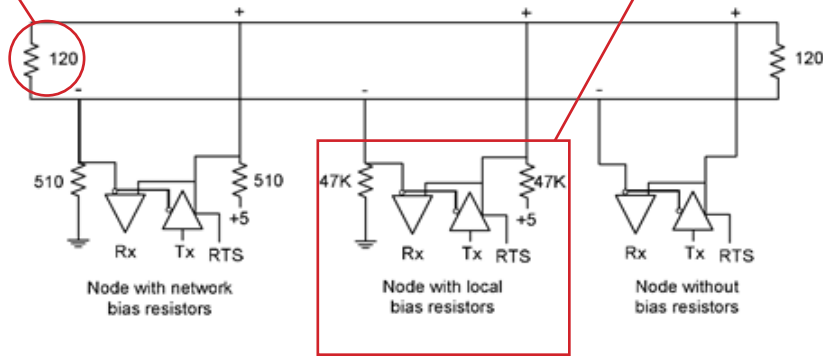 + + +
120 120
- - -
510 510 47K 47K
+5 +5
Rx Tx RTS Rx Tx RTS Rx Tx RTS
Node with network
bias resistors
Node with local
bias resistors
Node without
bias resistors